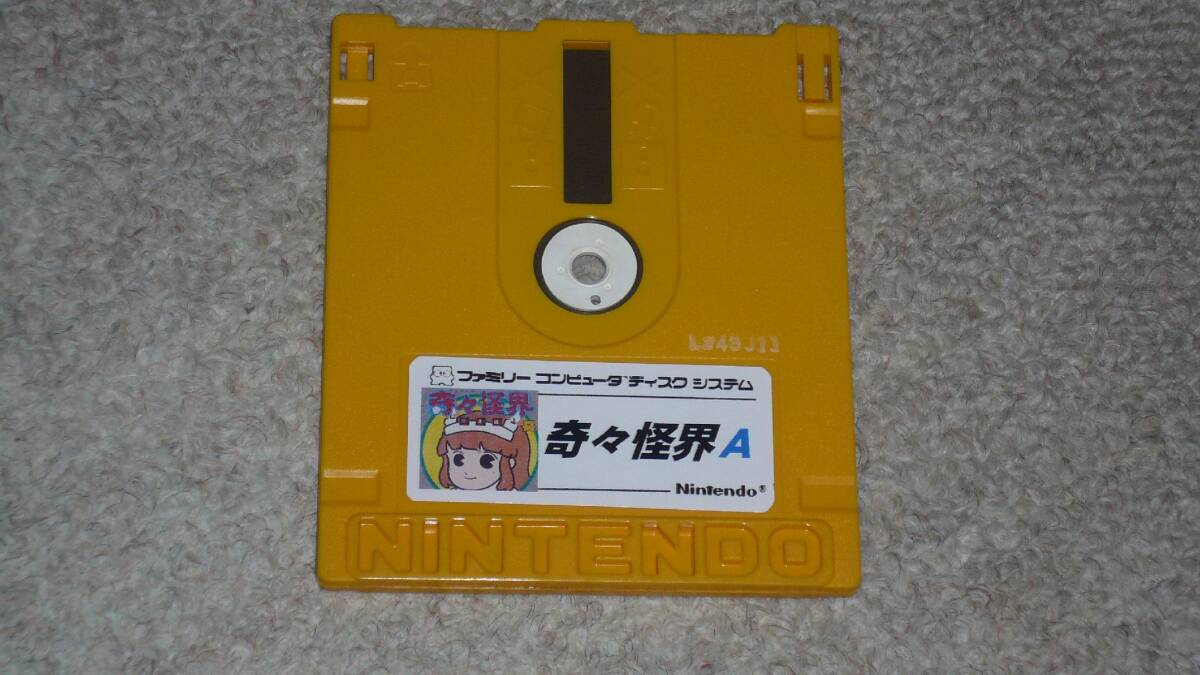 ファミリー コンピュータ ディスク システム
奇々怪界
奇々怪界 A
Nintendo®
NINTENDO